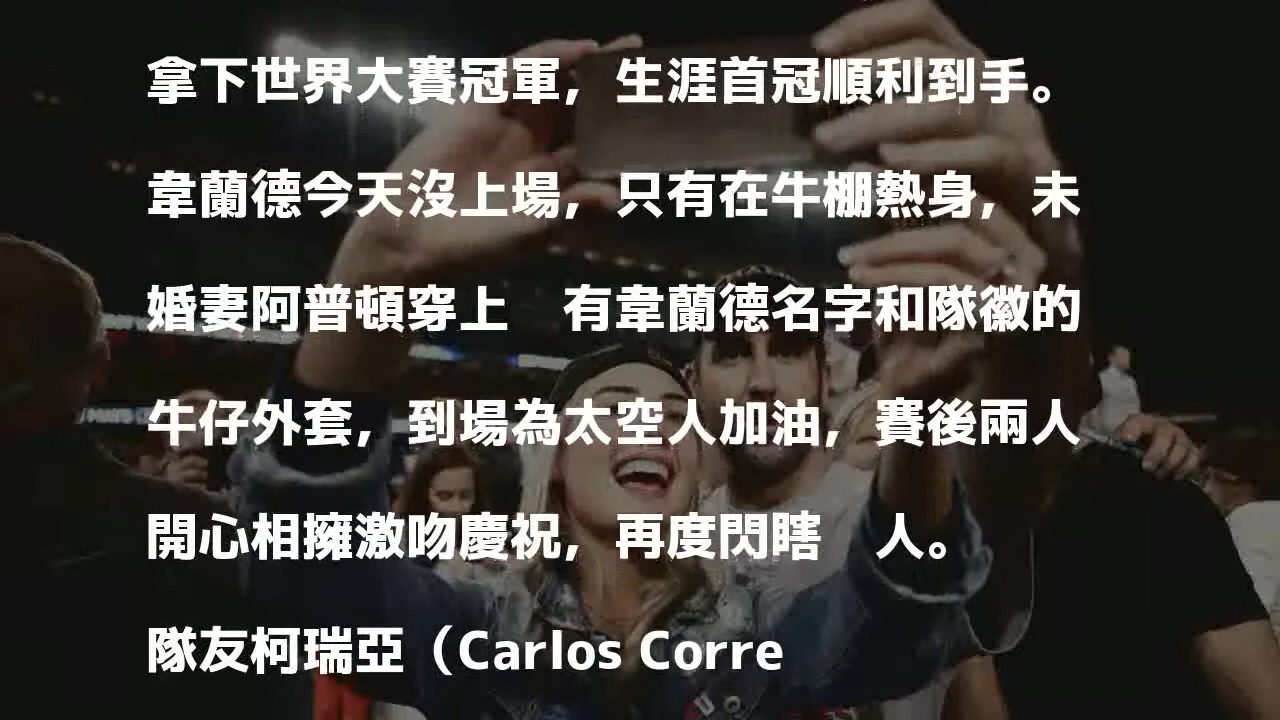 拿下世界大賽冠軍，生涯首冠順利到手。
韋蘭德今天沒上場，只有在牛棚熱身，未
婚妻阿普頓穿上　有韋蘭德名字和隊徽的
牛仔外套，到場為太空人加油，賽後兩人
開心相擁激吻慶祝，再度閃瞎　人。
隊友柯瑞亞（Carlos Corre